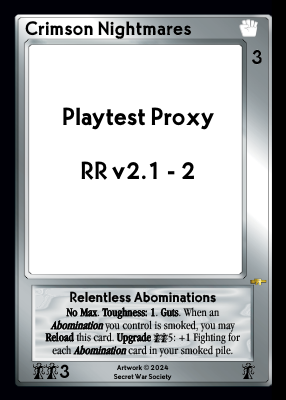 Crimson Nightmares
3
Playtest Proxy
RR v2.1 - 2
Relentless Abominations
No Max. Toughness: 1. Guts. When an
Abomination you control is smoked, you may
Reload this card. Upgrade 5: +1 Fighting for
each Abomination card in your smoked pile.
3
Artwork © 2024
Secret War Society